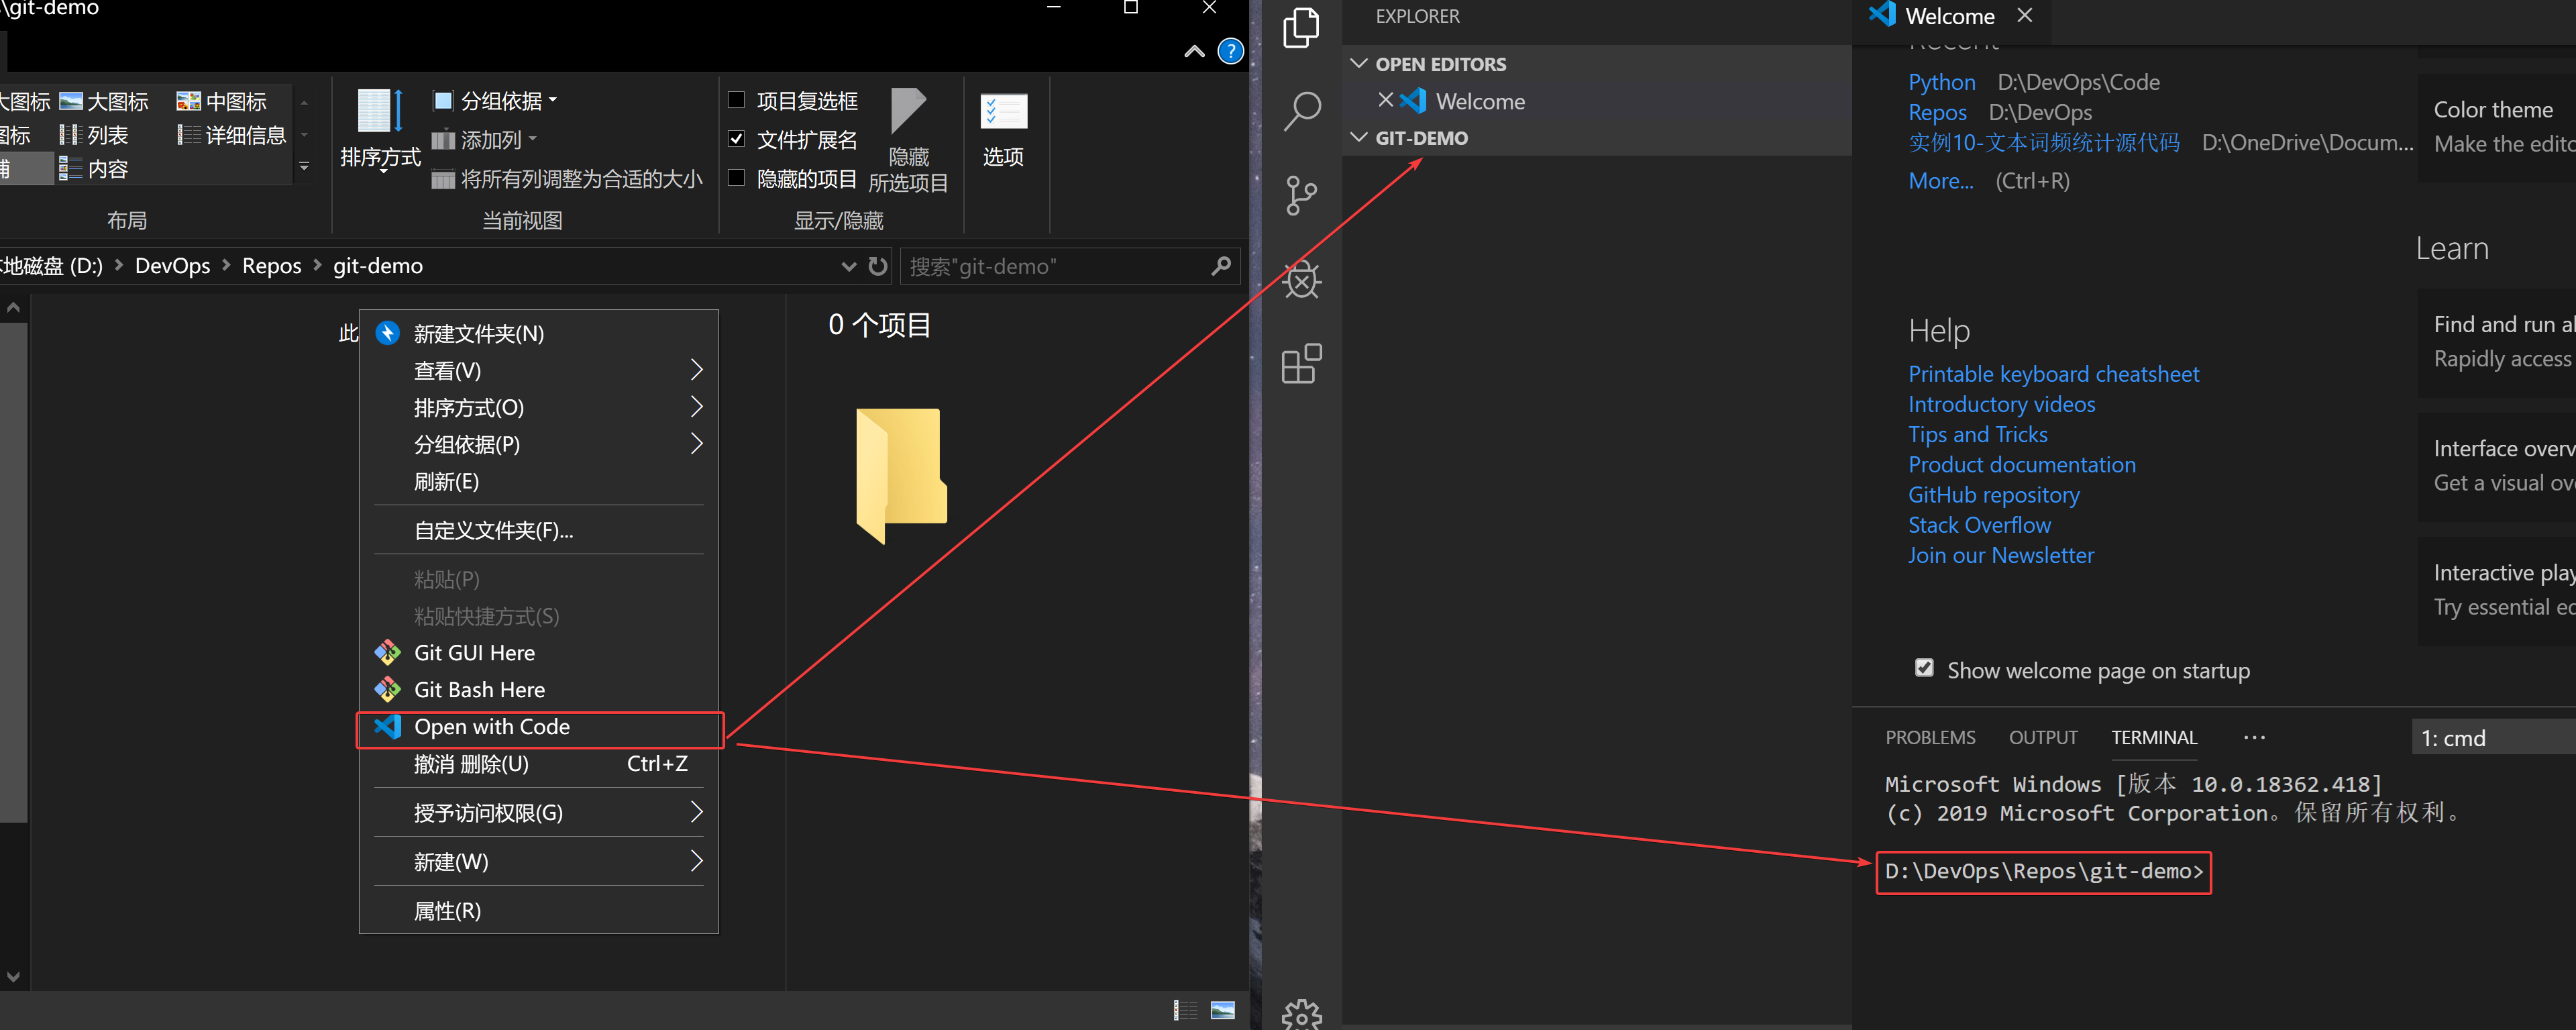 \git-demo
大图标
大图标
中图标
图标
列表
详细信息
内容
布局
排序方式
分组依据
添加列
将所有列调整为合适的大小
当前视图
项目复选框
文件扩展名
隐藏的项目
隐藏
所选项目
显示/隐藏
选项
地磁盘 (D:) > DevOps > Repos > git-demo
搜索"git-demo"
此
0 个项目
新建文件夹(N)
查看(V)
排序方式(O)
分组依据(P)
刷新(E)
自定义文件夹(F)...
粘贴(P)
粘贴快捷方式(S)
Git GUI Here
Git Bash Here
Open with Code
撤消 删除(U) Ctrl+Z
授予访问权限(G)
新建(W)
属性(R)
EXPLORER
OPEN EDITORS
Welcome
GIT-DEMO
Welcome
Recent
Python D:\DevOps\Code
Repos D:\DevOps
实例10-文本词频统计源代码 D:\OneDrive\Docum...
More... (Ctrl+R)
Help
Printable keyboard cheatsheet
Introductory videos
Tips and Tricks
Product documentation
GitHub repository
Stack Overflow
Join our Newsletter
Show welcome page on startup
Color theme
Make the edito
Learn
Find and run al
Rapidly access
Interface overv
Get a visual ov
Interactive play
Try essential ed
PROBLEMS OUTPUT TERMINAL ...
1: cmd
Microsoft Windows [版本 10.0.18362.418]
(c) 2019 Microsoft Corporation。保留所有权利。
D:\DevOps\Repos\git-demo>